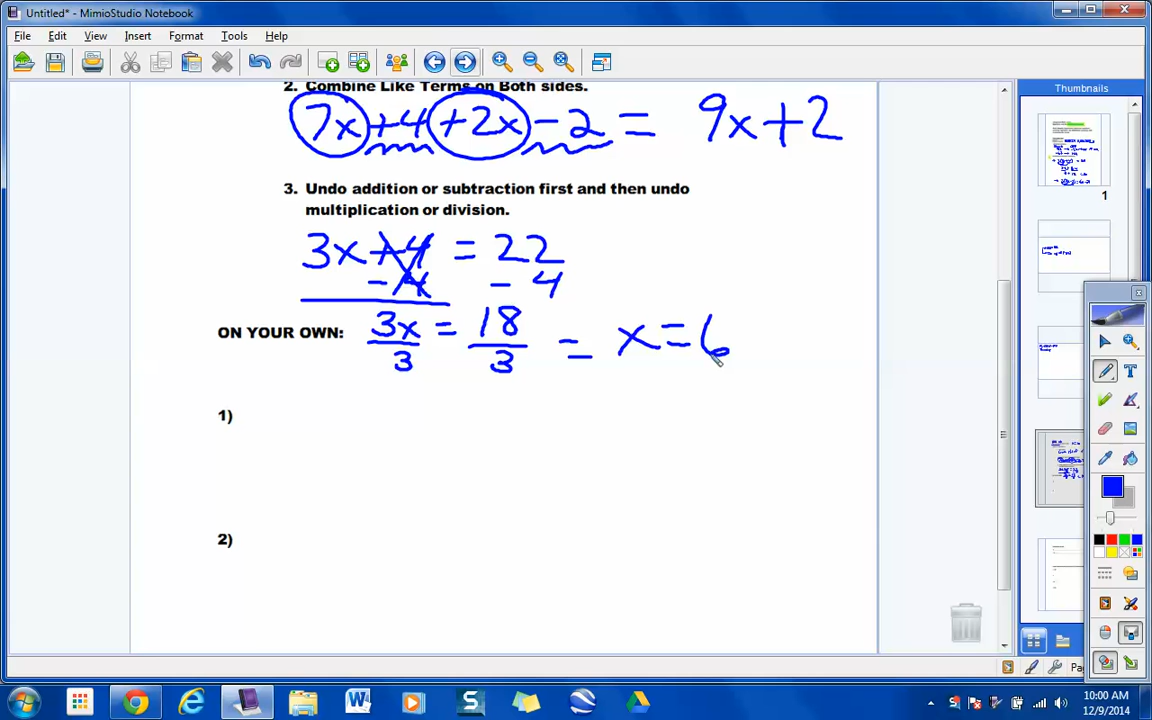 Untitled* - MimioStudio Notebook
File Edit View Insert Format Tools Help
Thumbnails
2. Combine Like Terms on Both sides.
7x +4 +2x - 2 = 9x+2
3. Undo addition or subtraction first and then undo
multiplication or division.
3x +4 = 22
-4 - 4
ON YOUR OWN: 3x/3 = 18/3 = x=6
1)
2)
1
Pag
10:00 AM
12/9/2014